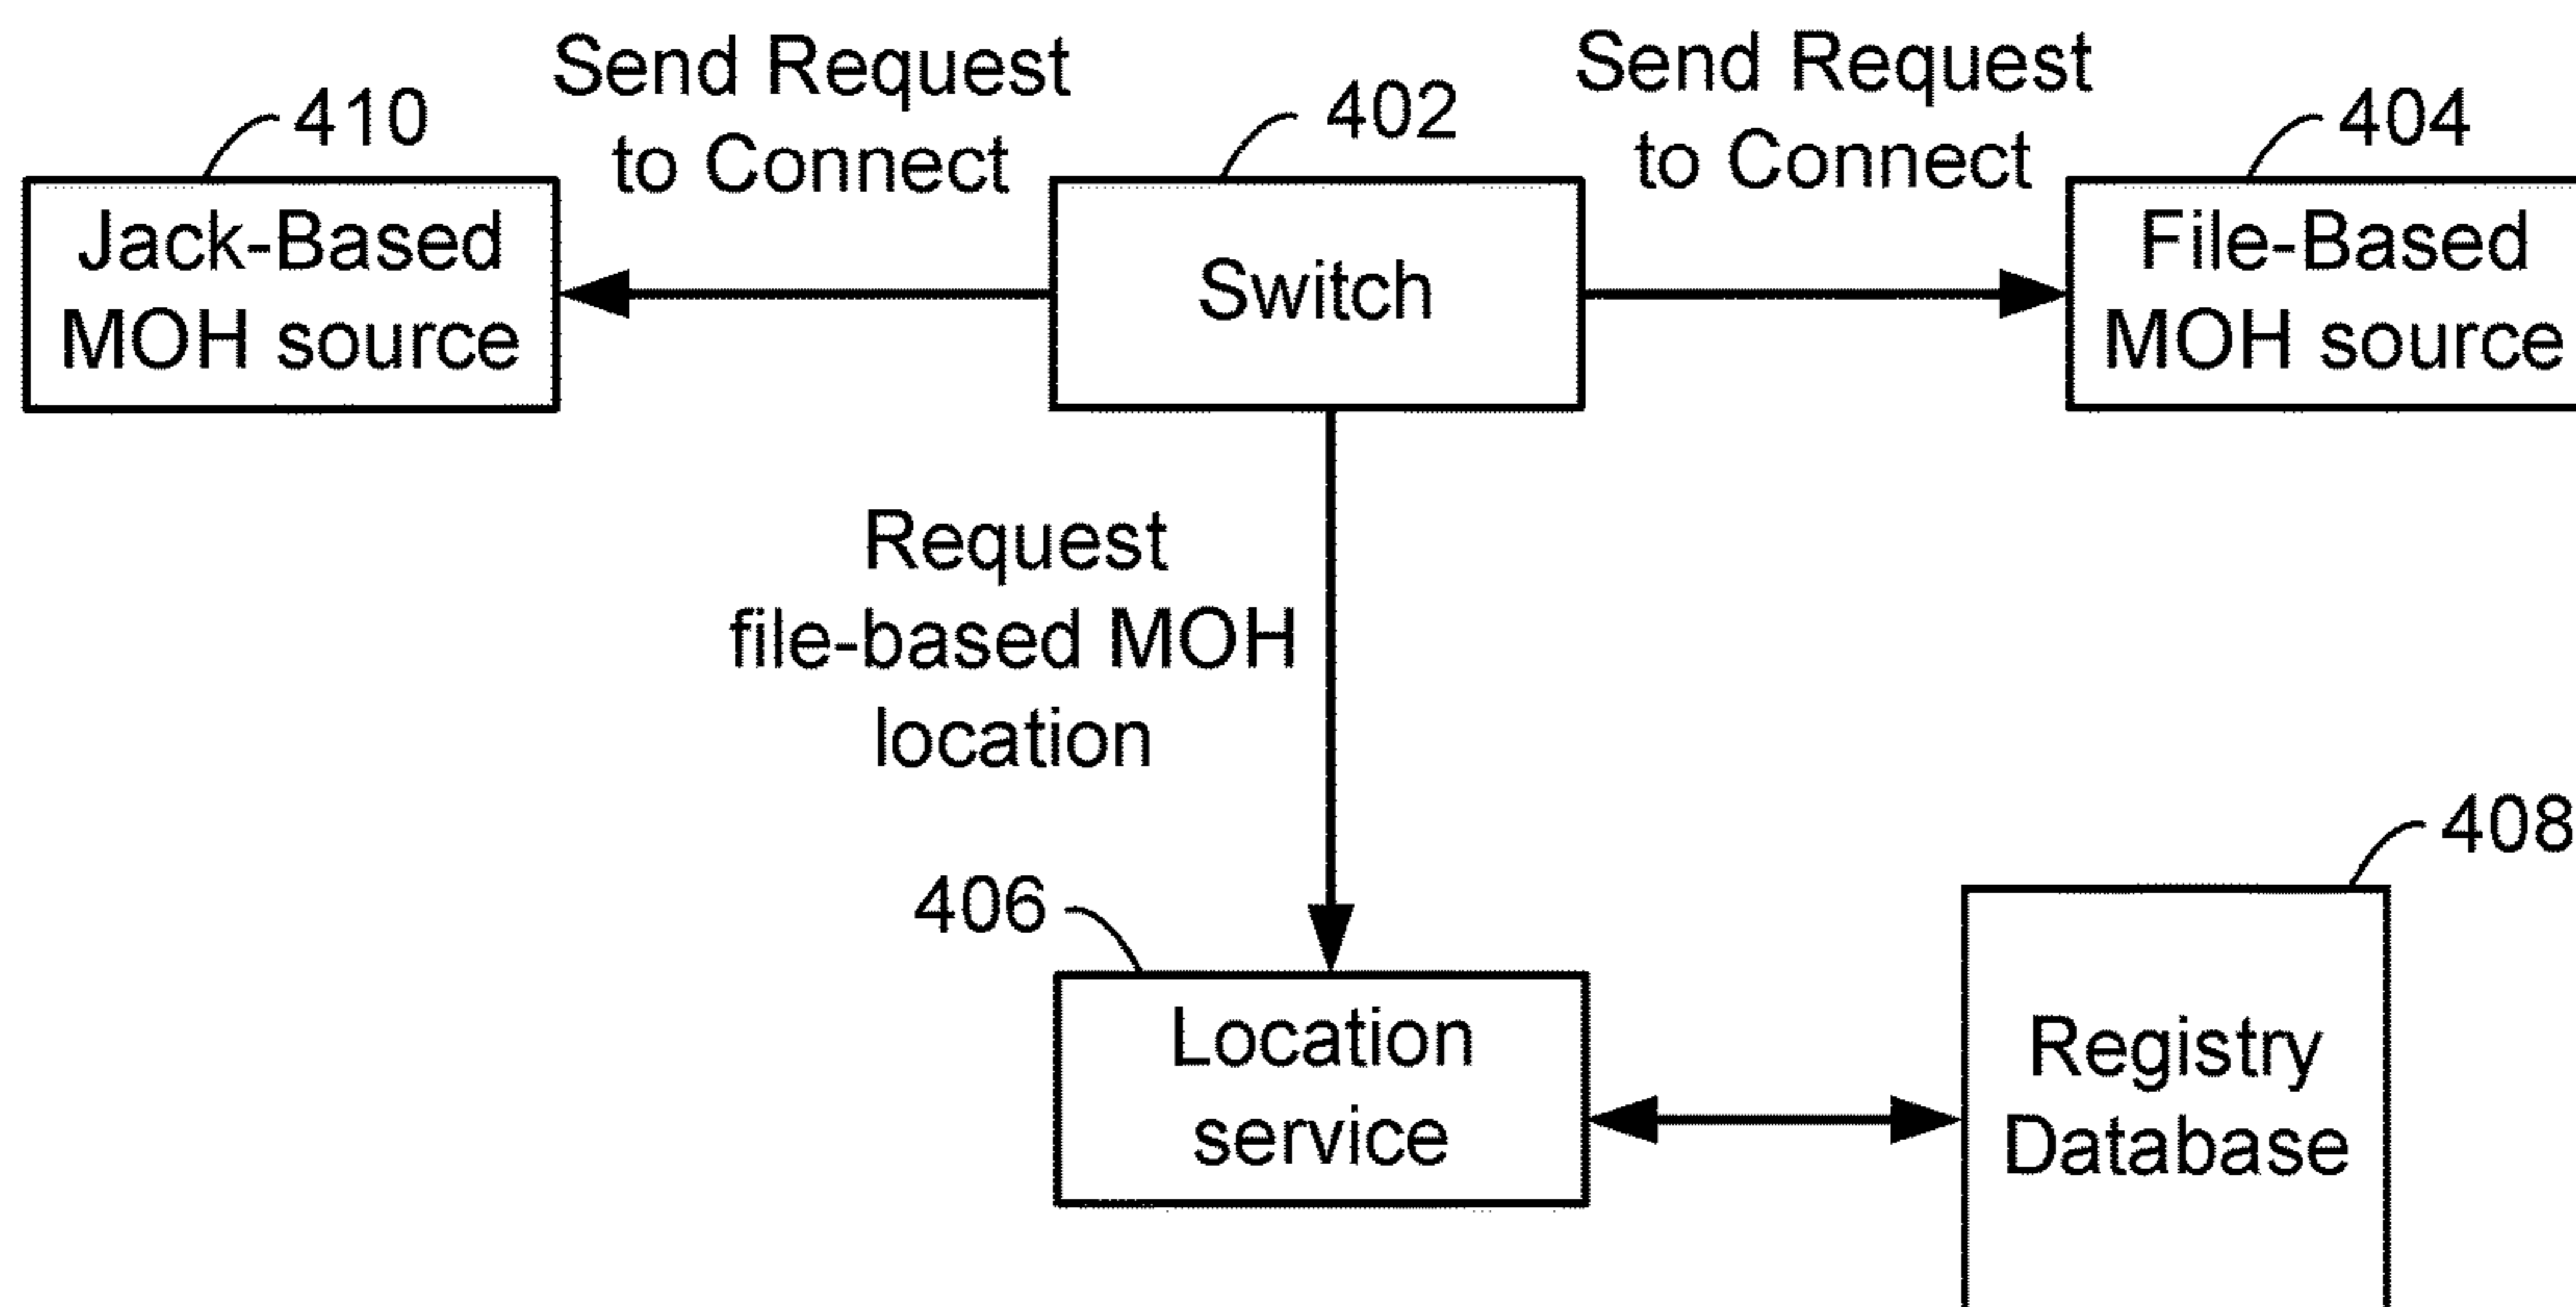 Send Request
to Connect
Send Request
to Connect
410
402
404
Jack-Based
MOH source
Switch
File-Based
MOH source
Request
file-based MOH
location
408
406
Location
service
Registry
Database